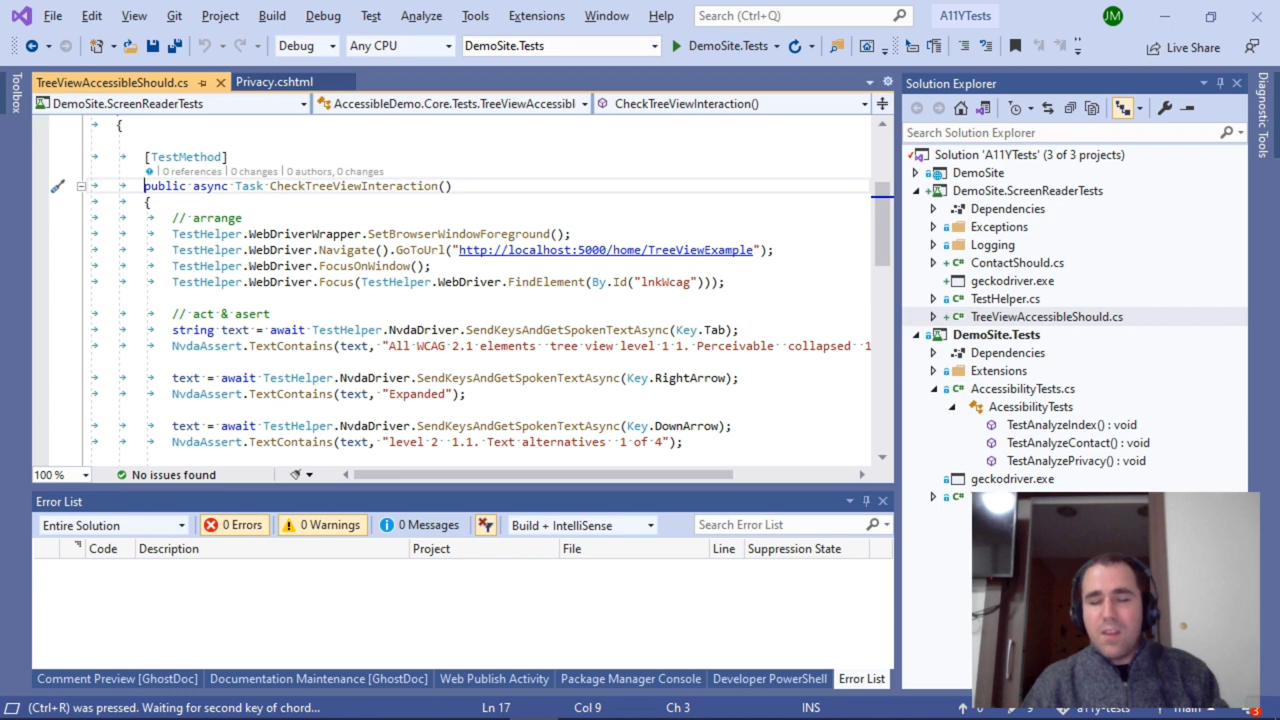 File Edit View Git Project Build Debug Test Analyze Tools Extensions Window Help Search (Ctrl+Q) A11YTests JM
Debug Any CPU DemoSite.Tests DemoSite.Tests Live Share
Toolbox
TreeViewAccessibleShould.cs Privacy.cshtml
DemoSite.ScreenReaderTests AccessibleDemo.Core.Tests.TreeViewAccessibl CheckTreeViewInteraction()
{
[TestMethod]
0 references | 0 changes | 0 authors, 0 changes
public async Task CheckTreeViewInteraction()
{
// arrange
TestHelper.WebDriverWrapper.SetBrowserWindowForeground();
TestHelper.WebDriver.Navigate().GoToUrl("http://localhost:5000/home/TreeViewExample");
TestHelper.WebDriver.FocusOnWindow();
TestHelper.WebDriver.Focus(TestHelper.WebDriver.FindElement(By.Id("lnkWcag")));
// act & asert
string text = await TestHelper.NvdaDriver.SendKeysAndGetSpokenTextAsync(Key.Tab);
NvdaAssert.TextContains(text, "All WCAG 2.1 elements  tree view level 1 1. Perceivable collapsed  1
text = await TestHelper.NvdaDriver.SendKeysAndGetSpokenTextAsync(Key.RightArrow);
NvdaAssert.TextContains(text, "Expanded");
text = await TestHelper.NvdaDriver.SendKeysAndGetSpokenTextAsync(Key.DownArrow);
NvdaAssert.TextContains(text, "level 2  1.1. Text alternatives  1 of 4");
100 % No issues found
Error List
Entire Solution 0 Errors 0 Warnings 0 Messages Build + IntelliSense Search Error List
Code Description Project File Line Suppression State
Comment Preview [GhostDoc] Documentation Maintenance [GhostDoc] Web Publish Activity Package Manager Console Developer PowerShell Error List
Solution Explorer
Search Solution Explorer
Solution 'A11YTests' (3 of 3 projects)
DemoSite
DemoSite.ScreenReaderTests
Dependencies
Exceptions
Logging
ContactShould.cs
geckodriver.exe
TestHelper.cs
TreeViewAccessibleShould.cs
DemoSite.Tests
Dependencies
Extensions
AccessibilityTests.cs
AcessibilityTests
TestAnalyzeIndex() : void
TestAnalyzeContact() : void
TestAnalyzePrivacy() : void
geckodriver.exe
C#
Diagnostic Tools
(Ctrl+R) was pressed. Waiting for second key of chord... Ln 17 Col 9 Ch 3 INS 3